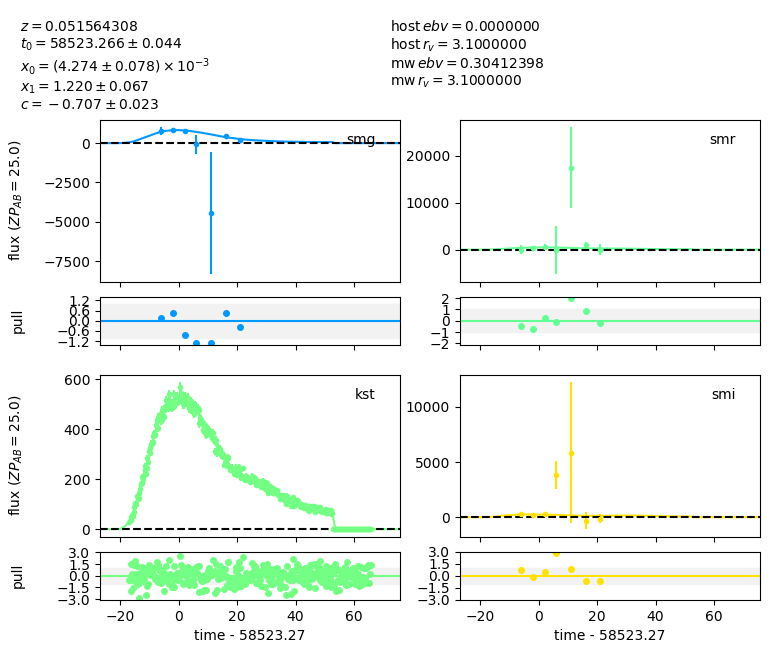 z = 0.051564308
t0 = 58523.266 ± 0.044
x0 = (4.274 ± 0.078) × 10^−3
x1 = 1.220 ± 0.067
c = −0.707 ± 0.023
host ebv = 0.0000000
host rv = 3.1000000
mw ebv = 0.30412398
mw rv = 3.1000000
smg
0
−2500
−5000
−7500
flux (ZP_AB = 25.0)
smr
20000
10000
0
1.2
0.6
0.0
−0.6
−1.2
pull
2
1
0
−1
−2
kst
600
400
200
0
flux (ZP_AB = 25.0)
smi
10000
5000
0
3.0
1.5
0.0
−1.5
−3.0
pull
3.0
1.5
0.0
−1.5
−3.0
−20 0 20 40 60
time - 58523.27
−20 0 20 40 60
time - 58523.27